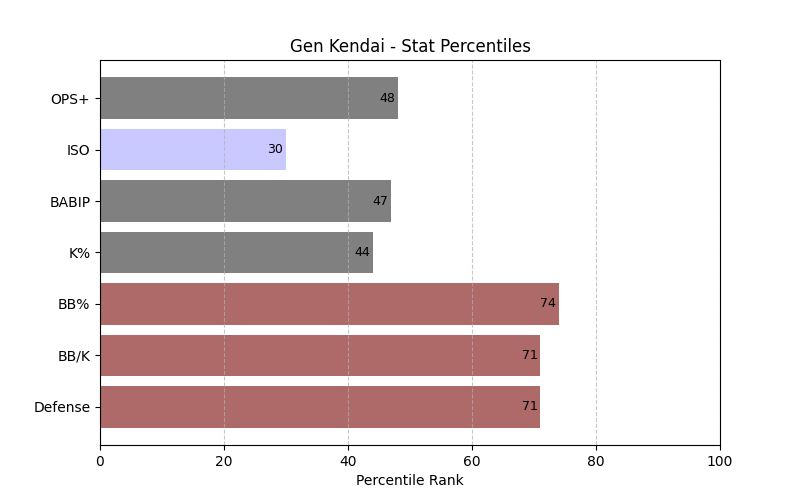 Gen Kendai - Stat Percentiles
OPS+ 48
ISO 30
BABIP 47
K% 44
BB% 74
BB/K 71
Defense 71
0 20 40 60 80 100
Percentile Rank